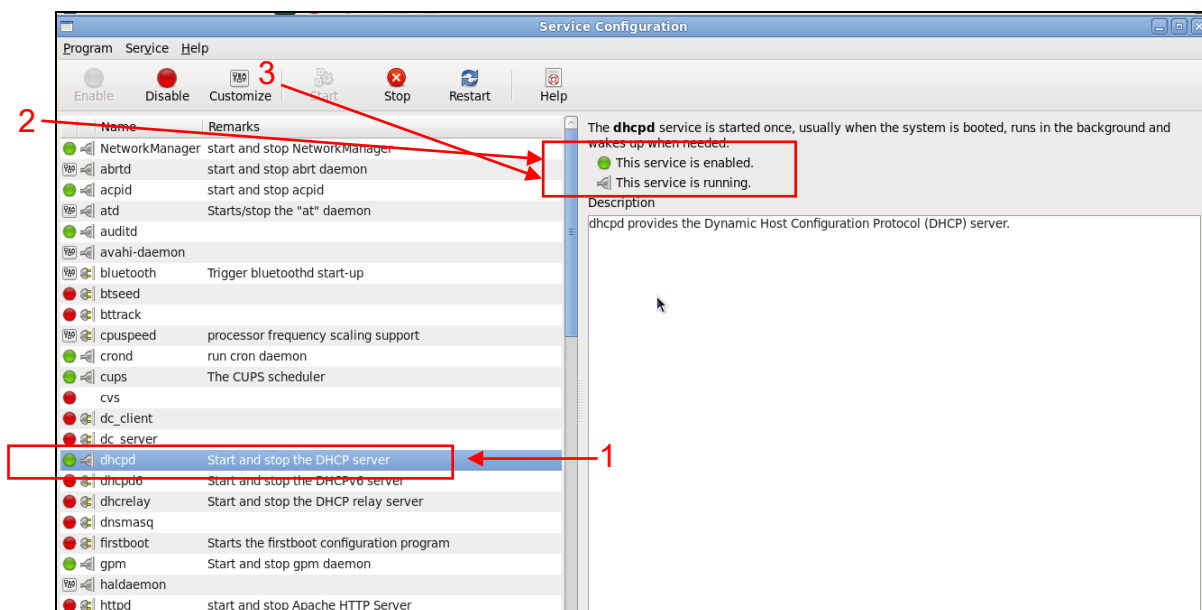 Service Configuration
Program Service Help
Enable Disable Customize Start Stop Restart Help
3
2
Name Remarks
NetworkManager start and stop NetworkManager
abrtd start and stop abrt daemon
acpid start and stop acpid
atd Starts/stop the "at" daemon
auditd
avahi-daemon
bluetooth Trigger bluetoothd start-up
btseed
bttrack
cpuspeed processor frequency scaling support
crond run cron daemon
cups The CUPS scheduler
cvs
dc_client
dc_server
dhcpd Start and stop the DHCP server
dhcpd6 Start and stop the DHCPv6 server
dhcrelay Start and stop the DHCP relay server
dnsmasq
firstboot Starts the firstboot configuration program
gpm Start and stop gpm daemon
haldaemon
httpd start and stop Apache HTTP Server
The dhcpd service is started once, usually when the system is booted, runs in the background and
wakes up when needed.
This service is enabled.
This service is running.
Description
dhcpd provides the Dynamic Host Configuration Protocol (DHCP) server.
1